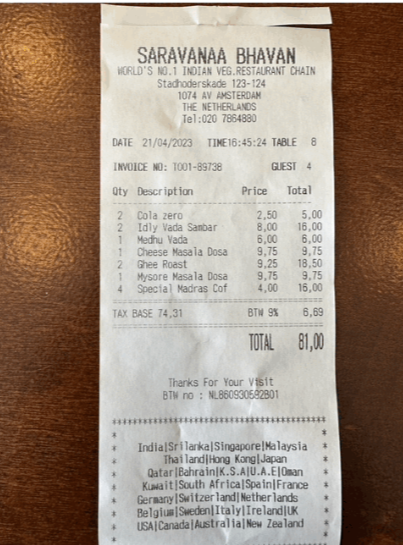 SARAVANAA BHAVAN
WORLD'S NO.1 INDIAN VEG.RESTAURANT CHAIN
Stadhoderskade 123-124
1074 AV AMSTERDAM
THE NETHERLANDS
Tel:020 7864880
DATE 21/04/2023 TIME16:45:24 TABLE 8
INVOICE NO: T001-89738 GUEST 4
Qty Description Price Total
2 Cola zero 2,50 5,00
2 Idly Vada Sambar 8,00 16,00
1 Medhu Vada 6,00 6,00
1 Cheese Masala Dosa 9,75 9,75
2 Ghee Roast 9,25 18,50
1 Mysore Masala Dosa 9,75 9,75
4 Special Madras Cof 4,00 16,00
TAX BASE 74,31 BTW 9% 6,69
TOTAL 81,00
Thanks For Your Visit
BTW no : NL860930582B01
India|Srilanka|Singapore|Malaysia
Thailand|Hong Kong|Japan
Qatar|Bahrain|K.S.A|U.A.E|Oman
Kuwait|South Africa|Spain|France
Germany|Switzerland|Netherlands
Belgium|Sweden|Italy|Ireland|UK
USA|Canada|Australia|New Zealand